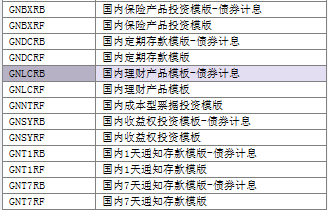 GNBXRB 国内保险产品投资模版-债券计息
GNBXRF 国内保险产品投资模版
GNDCRB 国内定期存款模版-债券计息
GNDCRF 国内定期存款模版
GNLCRB 国内理财产品模板-债券计息
GNLCRF 国内理财产品模板
GNNTRF 国内成本型票据投资模版
GNSYRB 国内收益权投资模板-债券计息
GNSYRF 国内收益权投资模板
GNT1RB 国内1天通知存款模版-债券计息
GNT1RF 国内1天通知存款模版
GNT7RB 国内7天通知存款模版-债券计息
GNT7RF 国内7天通知存款模版